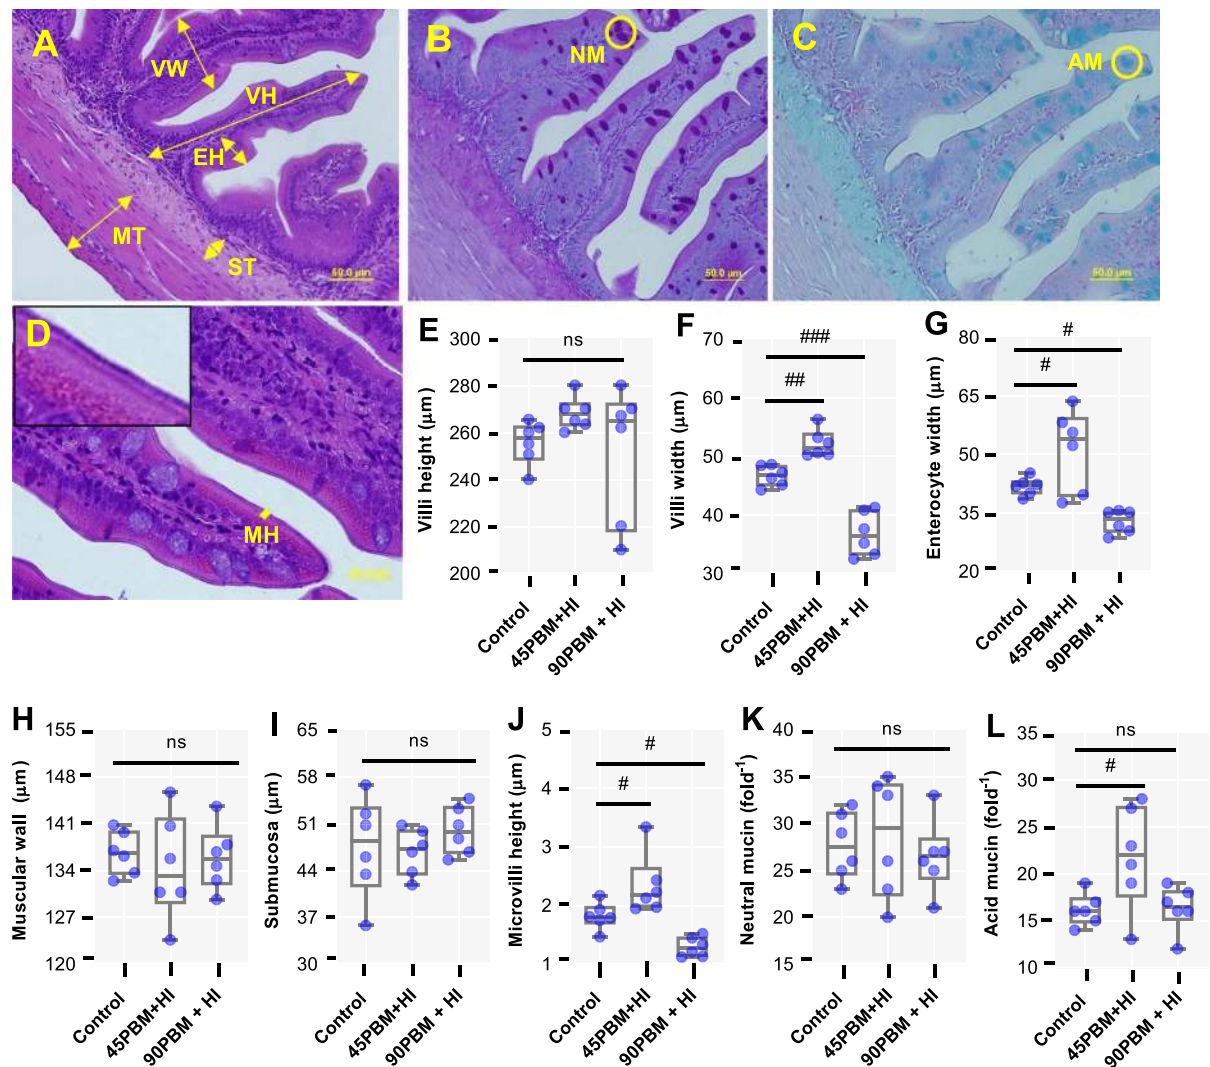 A
VW
VH
EH
MT
ST
50.0 µm
B
NM
50.0 µm
C
AM
50.0 µm
D
MH
E
Villi height (µm)
300
280
260
240
220
200
ns
Control
45PBM+HI
90PBM + HI
F
Villi width (µm)
70
60
50
40
30
###
##
Control
45PBM+HI
90PBM + HI
G
Enterocyte width (µm)
80
65
50
35
20
#
#
Control
45PBM+HI
90PBM + HI
H
Muscular wall (µm)
155
148
141
134
127
120
ns
Control
45PBM+HI
90PBM + HI
I
Submucosa (µm)
65
58
51
44
37
30
ns
Control
45PBM+HI
90PBM + HI
J
Microvilli height (µm)
5
4
3
2
1
#
#
Control
45PBM+HI
90PBM + HI
K
Neutral mucin (fold⁻¹)
40
35
30
25
20
15
ns
Control
45PBM+HI
90PBM + HI
L
Acid mucin (fold⁻¹)
35
30
25
20
15
10
ns
#
Control
45PBM+HI
90PBM + HI